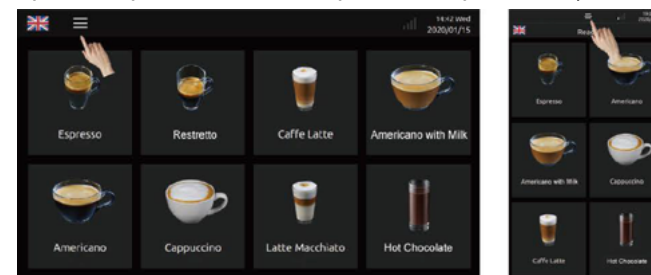 14:42 Wed
2020/01/15
Espresso
Restretto
Caffe Latte
Americano with Milk
Americano
Cappuccino
Latte Macchiato
Hot Chocolate
Espresso
Americano
Americano with Milk
Cappuccino
Caffe Latte
Hot Chocolate